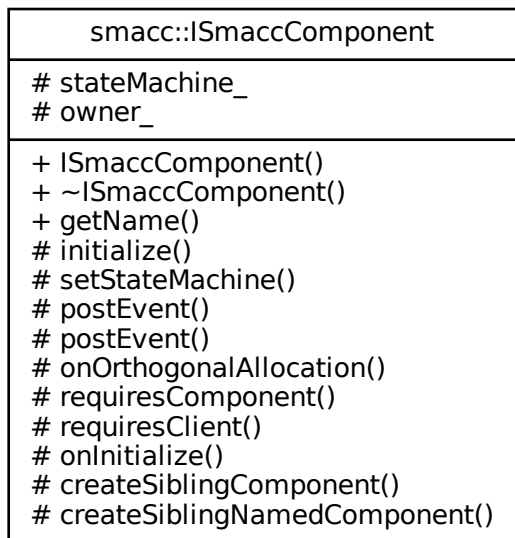 smacc::ISmaccComponent
# stateMachine_
# owner_
+ ISmaccComponent()
+ ~ISmaccComponent()
+ getName()
# initialize()
# setStateMachine()
# postEvent()
# postEvent()
# onOrthogonalAllocation()
# requiresComponent()
# requiresClient()
# onInitialize()
# createSiblingComponent()
# createSiblingNamedComponent()